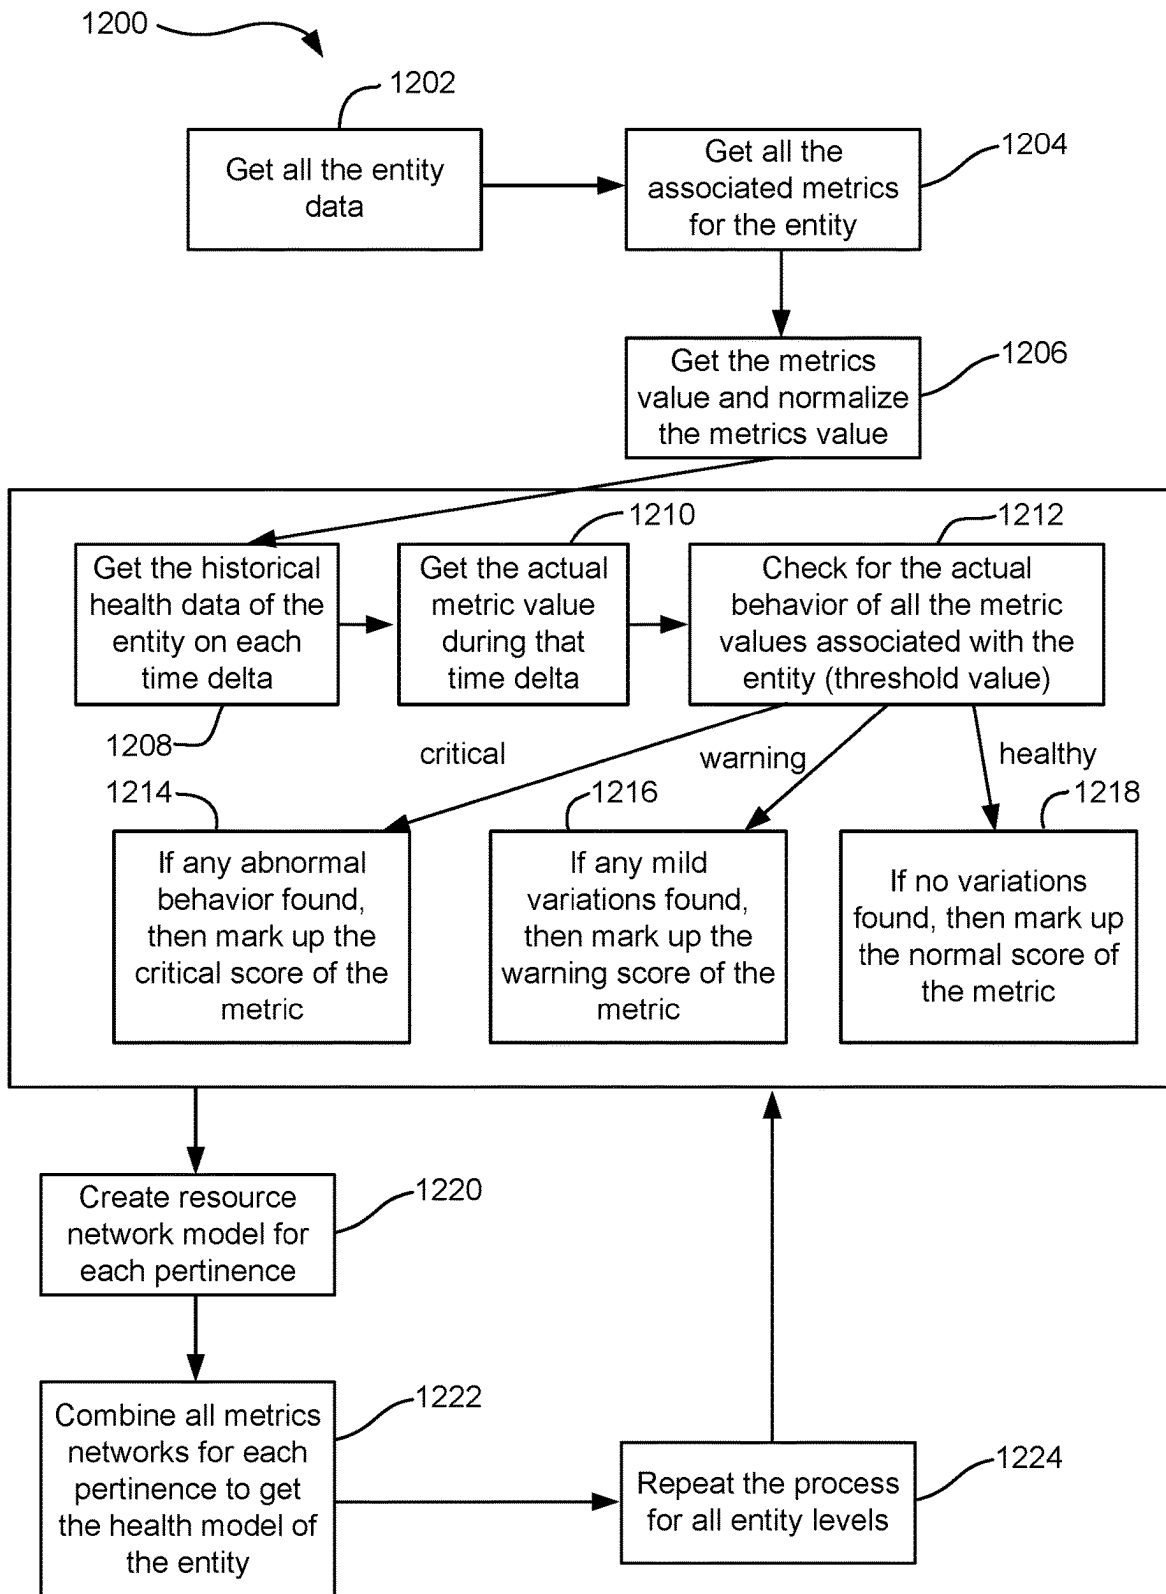 1200
1202
Get all the entity
data
1204
Get all the
associated metrics
for the entity
1206
Get the metrics
value and normalize
the metrics value
1210
1212
Get the historical
health data of the
entity on each
time delta
Get the actual
metric value
during that
time delta
Check for the actual
behavior of all the metric
values associated with the
entity (threshold value)
1208
critical
warning
healthy
1214
1216
1218
If any abnormal
behavior found,
then mark up the
critical score of the
metric
If any mild
variations found,
then mark up the
warning score of the
metric
If no variations
found, then mark up
the normal score of
the metric
1220
Create resource
network model for
each pertinence
1222
Combine all metrics
networks for each
pertinence to get
the health model of
the entity
1224
Repeat the process
for all entity levels